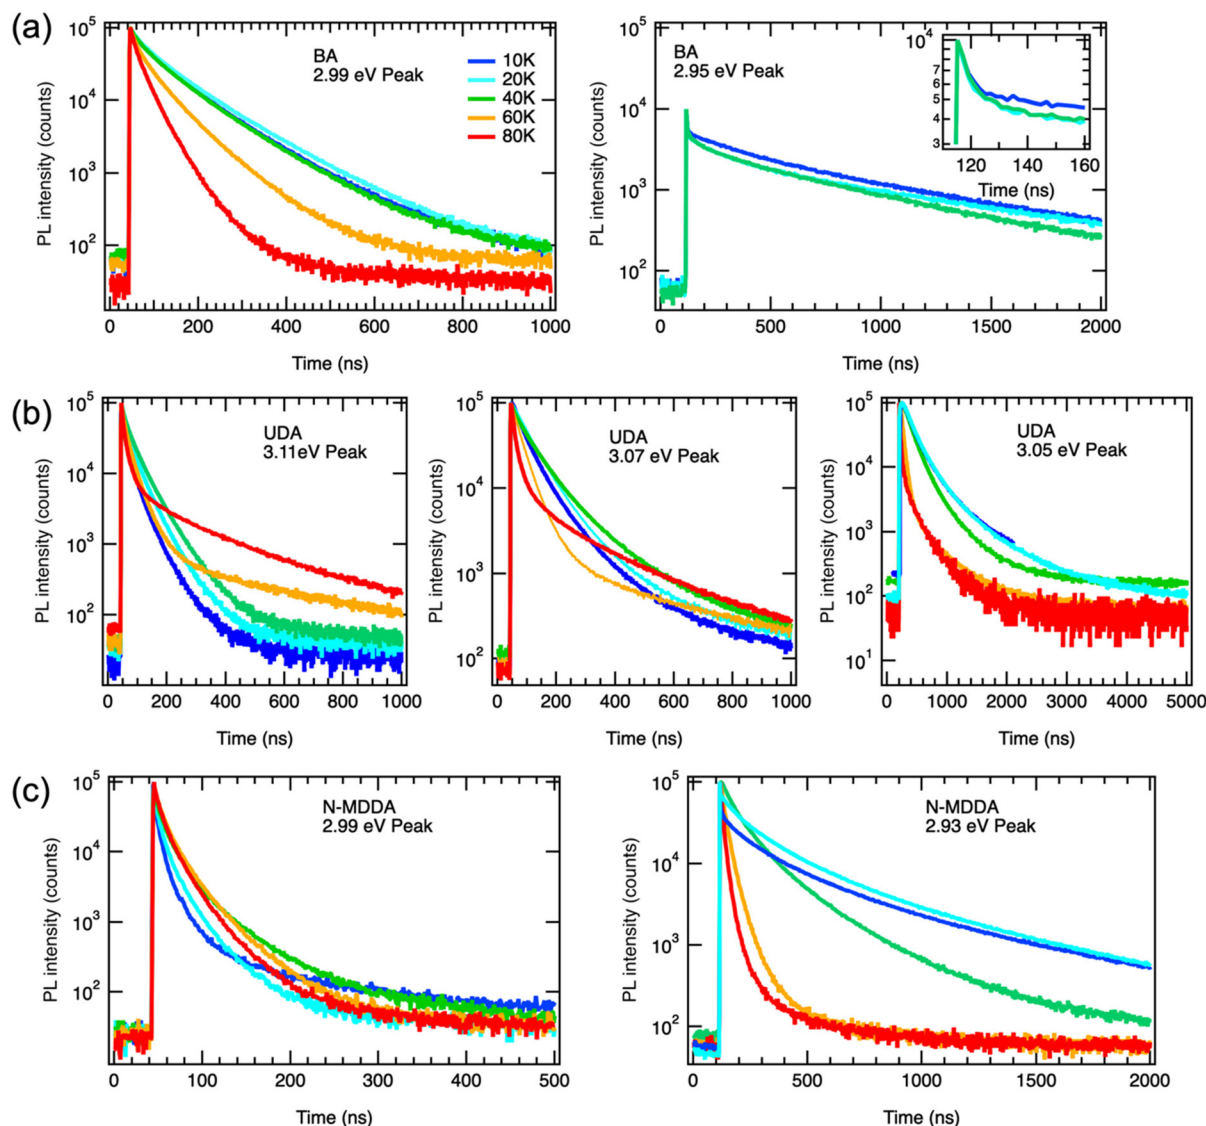 (a)
PL intensity (counts)
10^5
10^4
10^3
10^2
BA
2.99 eV Peak
10K
20K
40K
60K
80K
0 200 400 600 800 1000
Time (ns)
PL intensity (counts)
10^5
10^4
10^3
10^2
BA
2.95 eV Peak
10^4
7
6
5
4
3
120 140 160
Time (ns)
0 500 1000 1500 2000
Time (ns)
(b)
PL intensity (counts)
10^5
10^4
10^3
10^2
UDA
3.11eV Peak
0 200 400 600 800 1000
Time (ns)
PL intensity (counts)
10^5
10^4
10^3
10^2
UDA
3.07 eV Peak
0 200 400 600 800 1000
Time (ns)
PL intensity (counts)
10^5
10^4
10^3
10^2
10^1
UDA
3.05 eV Peak
0 1000 2000 3000 4000 5000
Time (ns)
(c)
PL intensity (counts)
10^5
10^4
10^3
10^2
N-MDDA
2.99 eV Peak
0 100 200 300 400 500
Time (ns)
PL intensity (counts)
10^5
10^4
10^3
10^2
N-MDDA
2.93 eV Peak
0 500 1000 1500 2000
Time (ns)